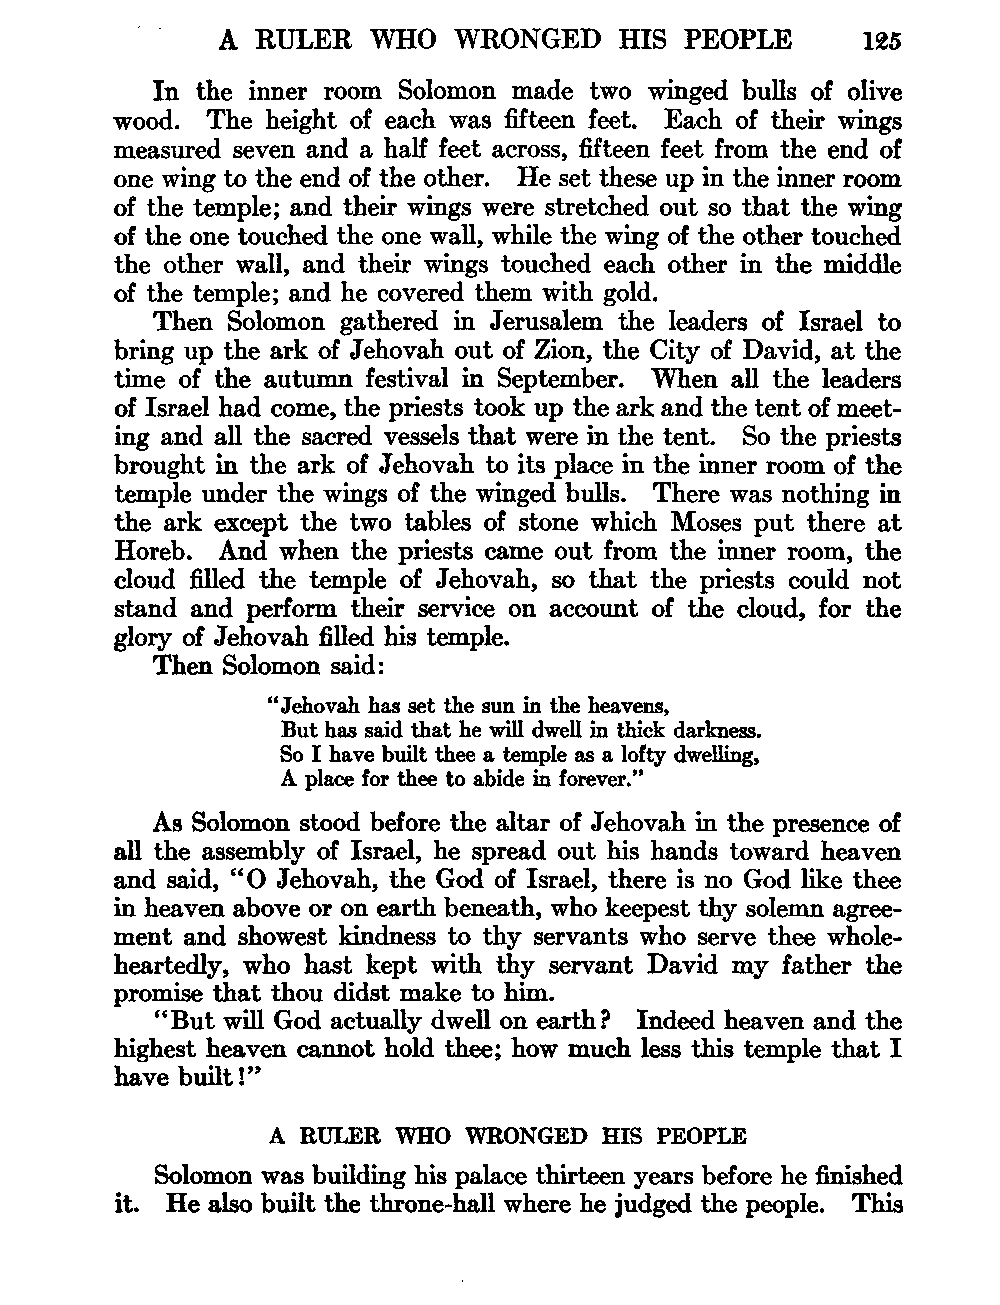 A RULER WHO WRONGED HIS PEOPLE 125
In the inner room Solomon made two winged bulls of olive
wood. The height of each was fifteen feet. Each of their wings
measured seven and a half feet across, fifteen feet from the end of
one wing to the end of the other. He set these up in the inner room
of the temple; and their wings were stretched out so that the wing
of the one touched the one wall, while the wing of the other touched
the other wall, and their wings touched each other in the middle
of the temple; and he covered them with gold.
Then Solomon gathered in Jerusalem the leaders of Israel to
bring up the ark of Jehovah out of Zion, the City of David, at the
time of the autumn festival in September. When all the leaders
of Israel had come, the priests took up the ark and the tent of meet-
ing and all the sacred vessels that were in the tent. So the priests
brought in the ark of Jehovah to its place in the inner room of the
temple under the wings of the winged bulls. There was nothing in
the ark except the two tables of stone which Moses put there at
Horeb. And when the priests came out from the inner room, the
cloud filled the temple of Jehovah, so that the priests could not
stand and perform their service on account of the cloud, for the
glory of Jehovah filled his temple.
Then Solomon said:
"Jehovah has set the sun in the heavens,
But has said that he will dwell in thick darkness.
So I have built thee a temple as a lofty dwelling,
A place for thee to abide in forever."
As Solomon stood before the altar of Jehovah in the presence of
all the assembly of Israel, he spread out his hands toward heaven
and said, "O Jehovah, the God of Israel, there is no God like thee
in heaven above or on earth beneath, who keepest thy solemn agree-
ment and showest kindness to thy servants who serve thee whole-
heartedly, who hast kept with thy servant David my father the
promise that thou didst make to him.
"But will God actually dwell on earth? Indeed heaven and the
highest heaven cannot hold thee; how much less this temple that I
have built!"
A RULER WHO WRONGED HIS PEOPLE
Solomon was building his palace thirteen years before he finished
it. He also built the throne-hall where he judged the people. This